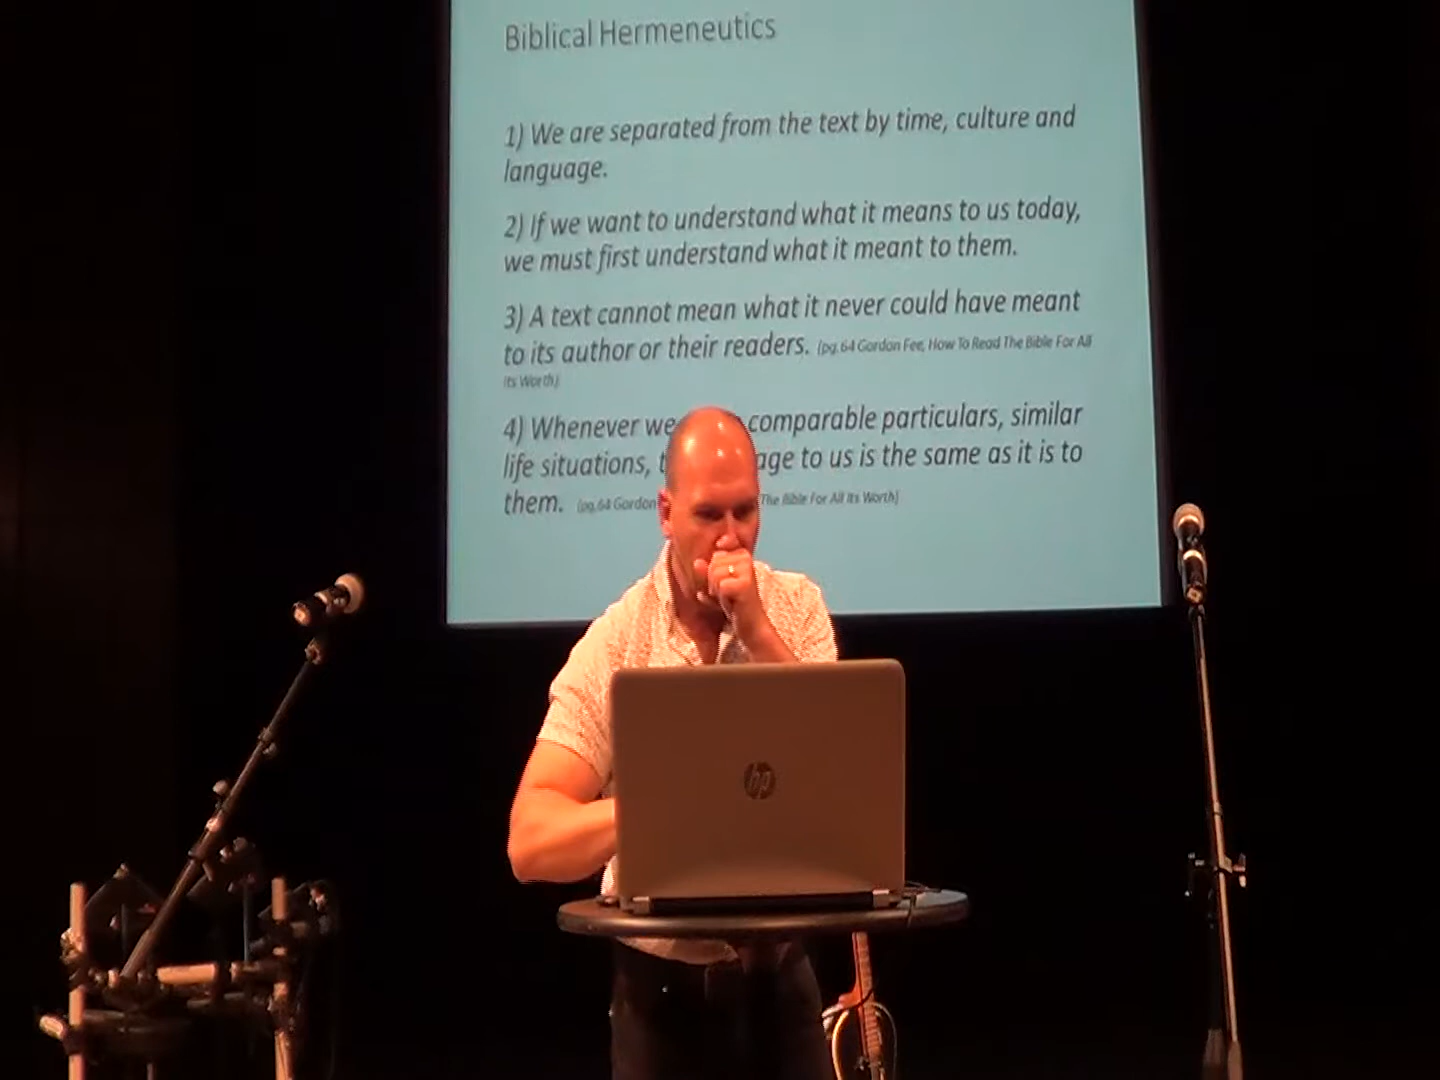 Biblical Hermeneutics
1) We are separated from the text by time, culture and
language.
2) If we want to understand what it means to us today,
we must first understand what it meant to them.
3) A text cannot mean what it never could have meant
to its author or their readers. (pg.64 Gordon Fee, How To Read The Bible For All
Its Worth)
4) Whenever we comparable particulars, similar
life situations, to us is the same as it is to
them. (pg.64 Gordon The Bible For All Its Worth)
hp